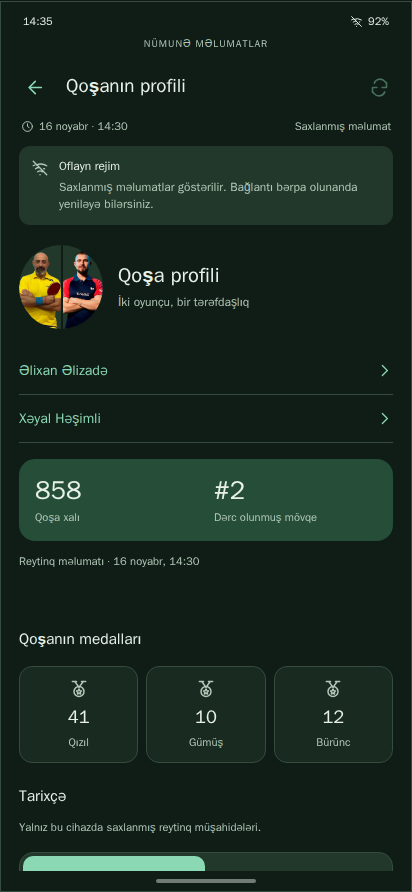 14:35
92%
NÜMUNƏ MƏLUMATLAR
Qoşanın profili
16 noyabr · 14:30
Saxlanmış məlumat
Oflayn rejim
Saxlanmış məlumatlar göstərilir. Bağlantı bərpa olunanda
yeniləyə bilərsiniz.
Qoşa profili
İki oyunçu, bir tərəfdaşlıq
Əlixan Əlizadə
Xəyal Həşimli
858
Qoşa xalı
#2
Dərc olunmuş mövqe
Reytinq məlumatı · 16 noyabr, 14:30
Qoşanın medalları
41
Qızıl
10
Gümüş
12
Bürünc
Tarixçə
Yalnız bu cihazda saxlanmış reytinq müşahidələri.